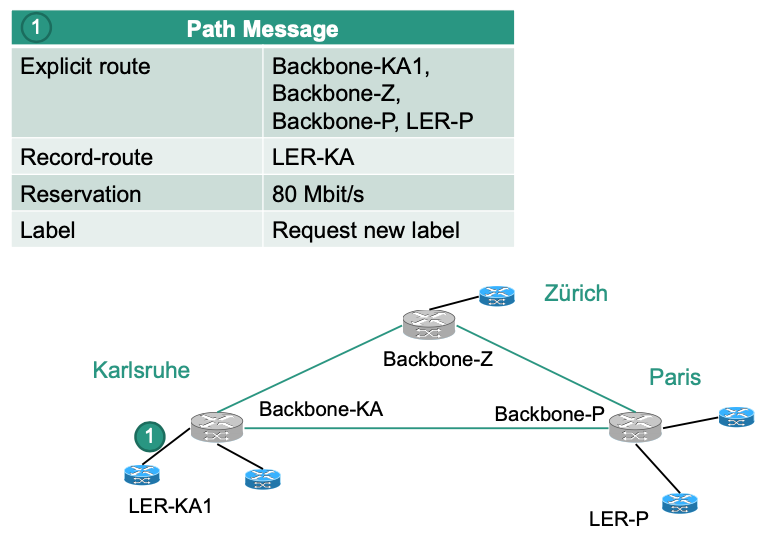 1
Path Message
Explicit route
Backbone-KA1,
Backbone-Z,
Backbone-P, LER-P
Record-route
LER-KA
Reservation
80 Mbit/s
Label
Request new label
Zürich
Backbone-Z
Karlsruhe
Paris
Backbone-KA
Backbone-P
1
LER-KA1
LER-P